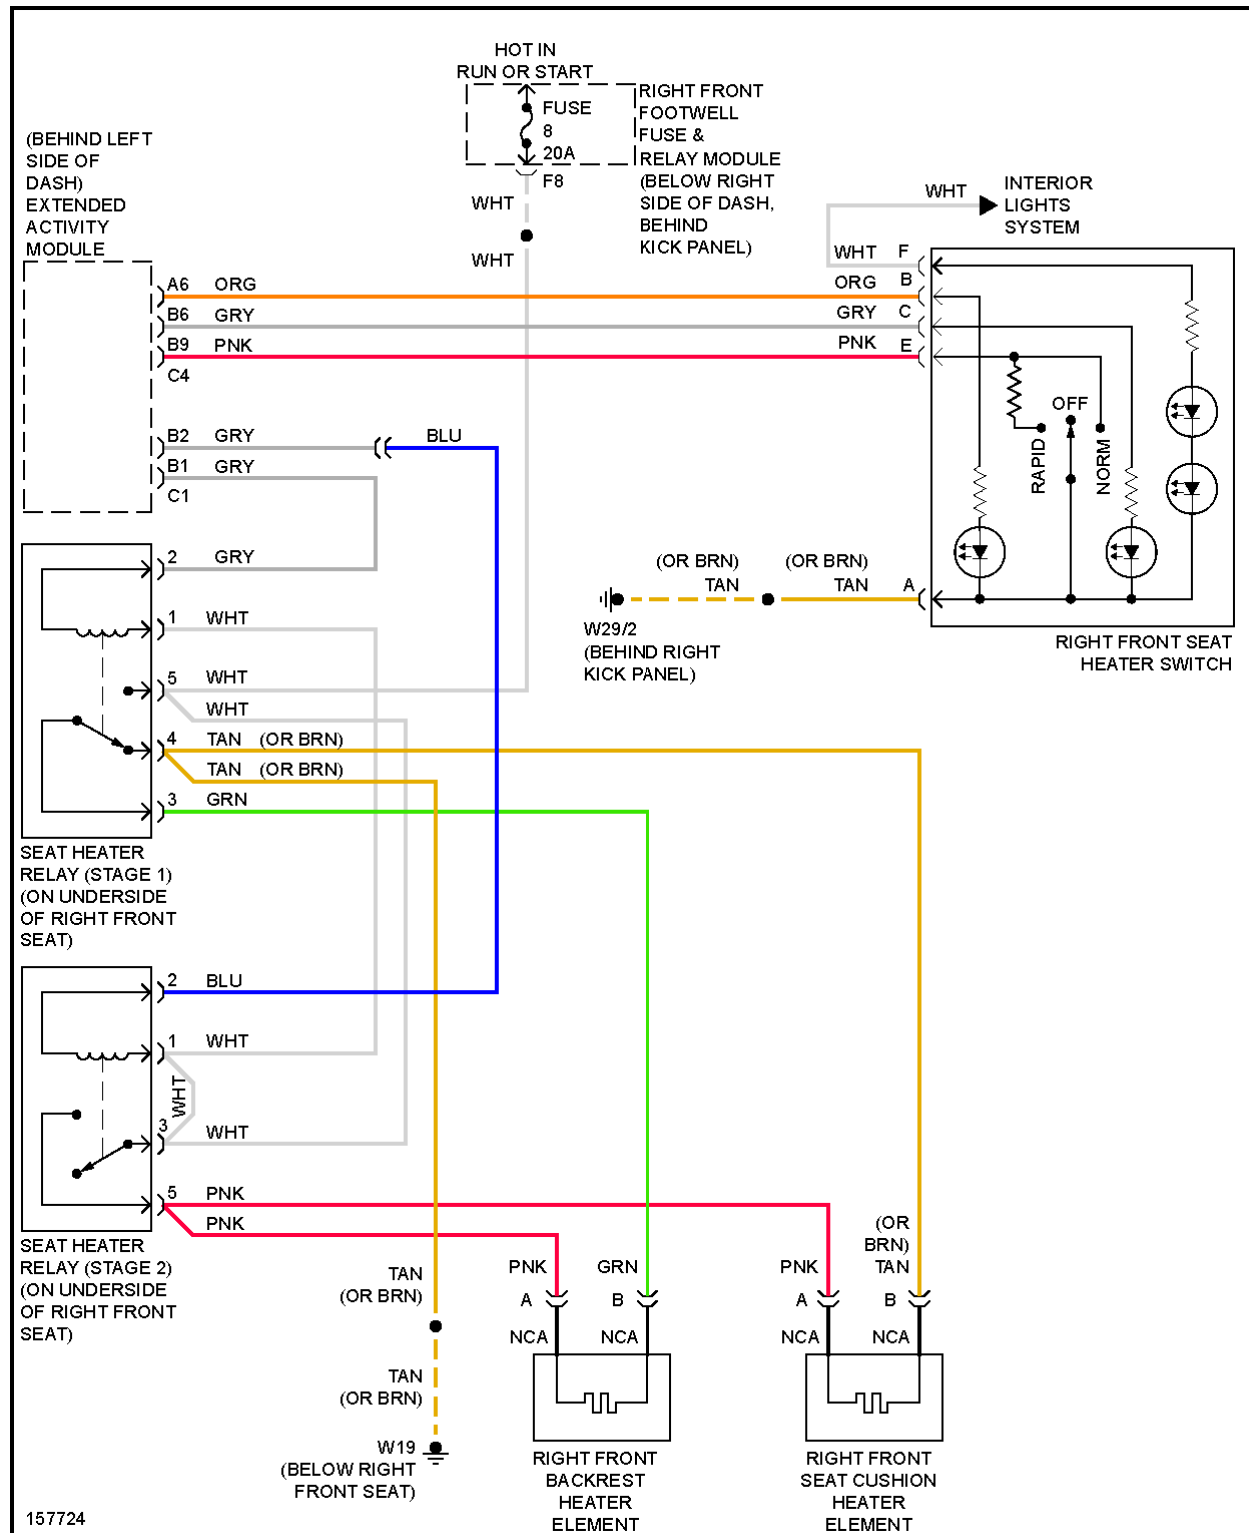 HOT IN
RUN OR START
FUSE
8
20A
F8
RIGHT FRONT
FOOTWELL
FUSE &
RELAY MODULE
(BELOW RIGHT
SIDE OF DASH,
BEHIND
KICK PANEL)
(BEHIND LEFT
SIDE OF
DASH)
EXTENDED
ACTIVITY
MODULE
WHT
WHT
WHT
INTERIOR
LIGHTS
SYSTEM
WHT F
A6 ORG
ORG B
B6 GRY
GRY C
B9 PNK
PNK E
C4
B2 GRY
BLU
B1 GRY
C1
OFF
RAPID
NORM
2 GRY
1 WHT
5 WHT
WHT
4 TAN (OR BRN)
TAN (OR BRN)
3 GRN
(OR BRN)
TAN
(OR BRN)
TAN
A
W29/2
(BEHIND RIGHT
KICK PANEL)
RIGHT FRONT SEAT
HEATER SWITCH
SEAT HEATER
RELAY (STAGE 1)
(ON UNDERSIDE
OF RIGHT FRONT
SEAT)
2 BLU
1 WHT
WHT
3 WHT
5 PNK
PNK
SEAT HEATER
RELAY (STAGE 2)
(ON UNDERSIDE
OF RIGHT FRONT
SEAT)
TAN
(OR BRN)
TAN
(OR BRN)
W19
(BELOW RIGHT
FRONT SEAT)
PNK
A
NCA
GRN
B
NCA
PNK
A
NCA
(OR
BRN)
TAN
B
NCA
RIGHT FRONT
BACKREST
HEATER
ELEMENT
RIGHT FRONT
SEAT CUSHION
HEATER
ELEMENT
157724